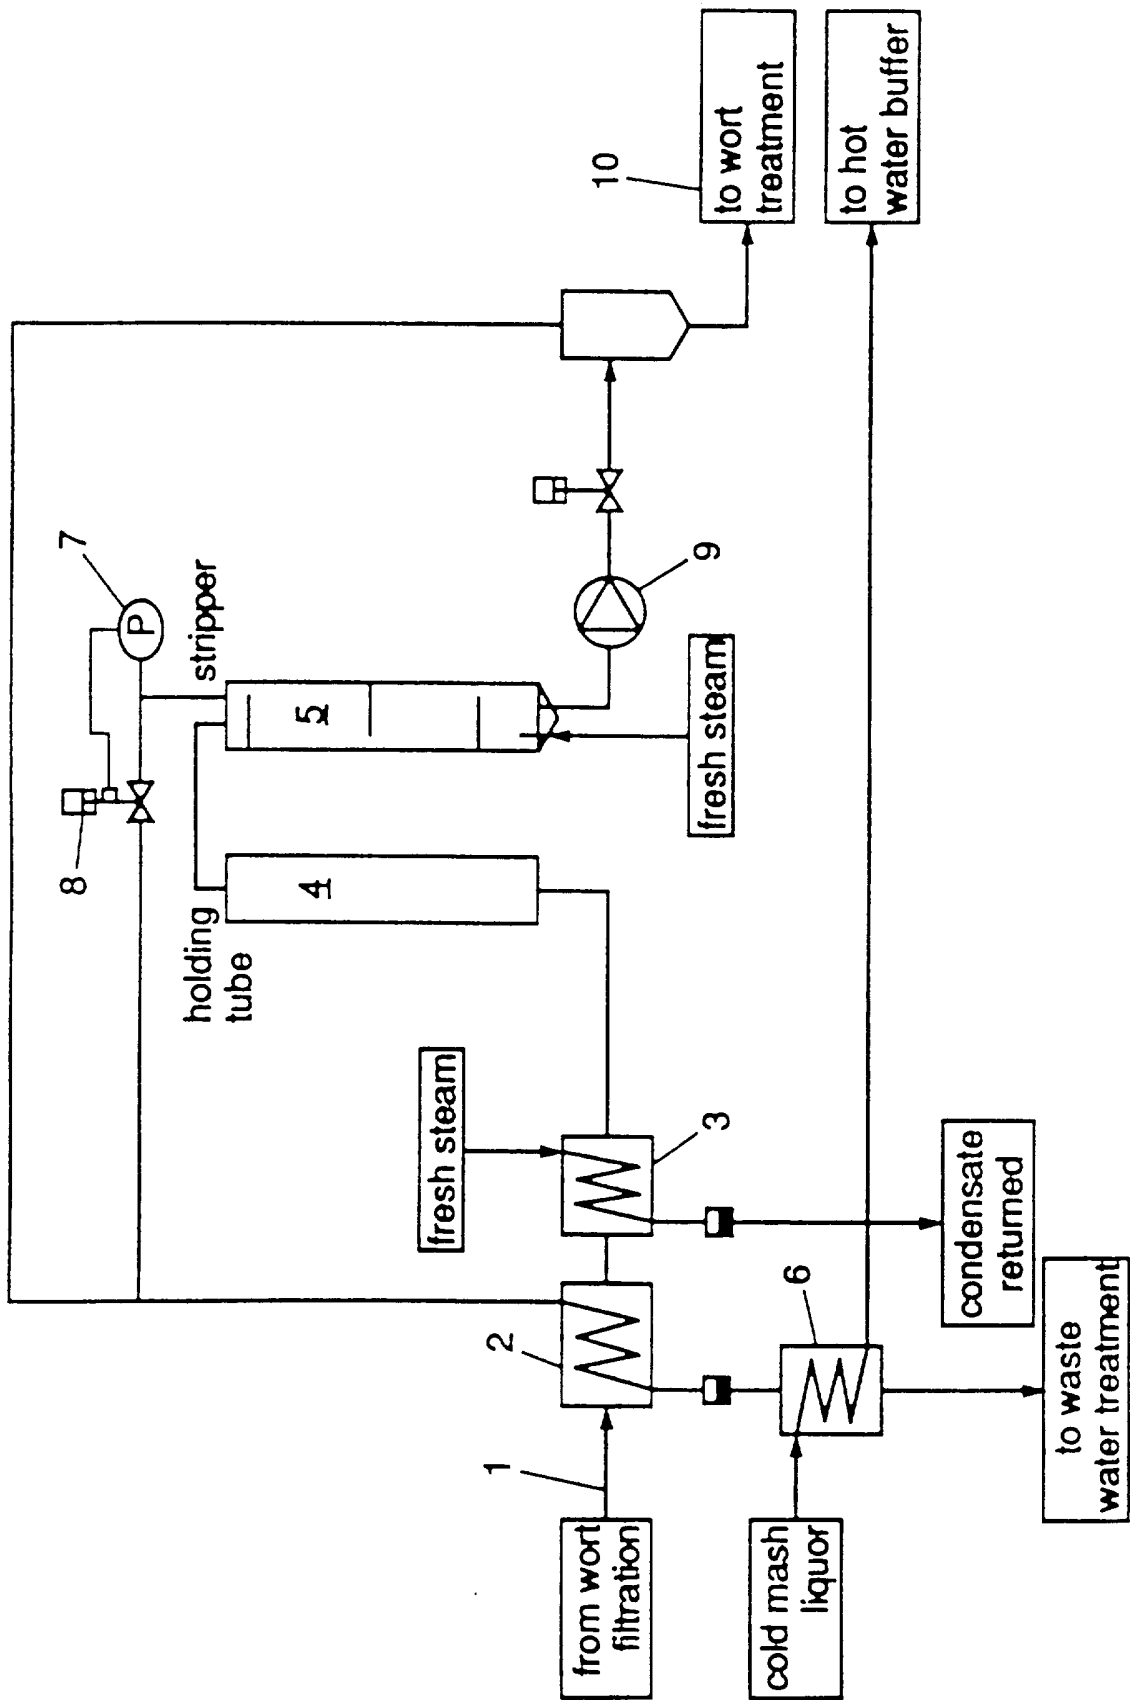 from wort
filtration
1
2
3
fresh steam
holding
tube
4
stripper
5
7
P
8
fresh steam
9
10
to wort
treatment
to hot
water buffer
cold mash
liquor
6
condensate
returned
to waste
water treatment